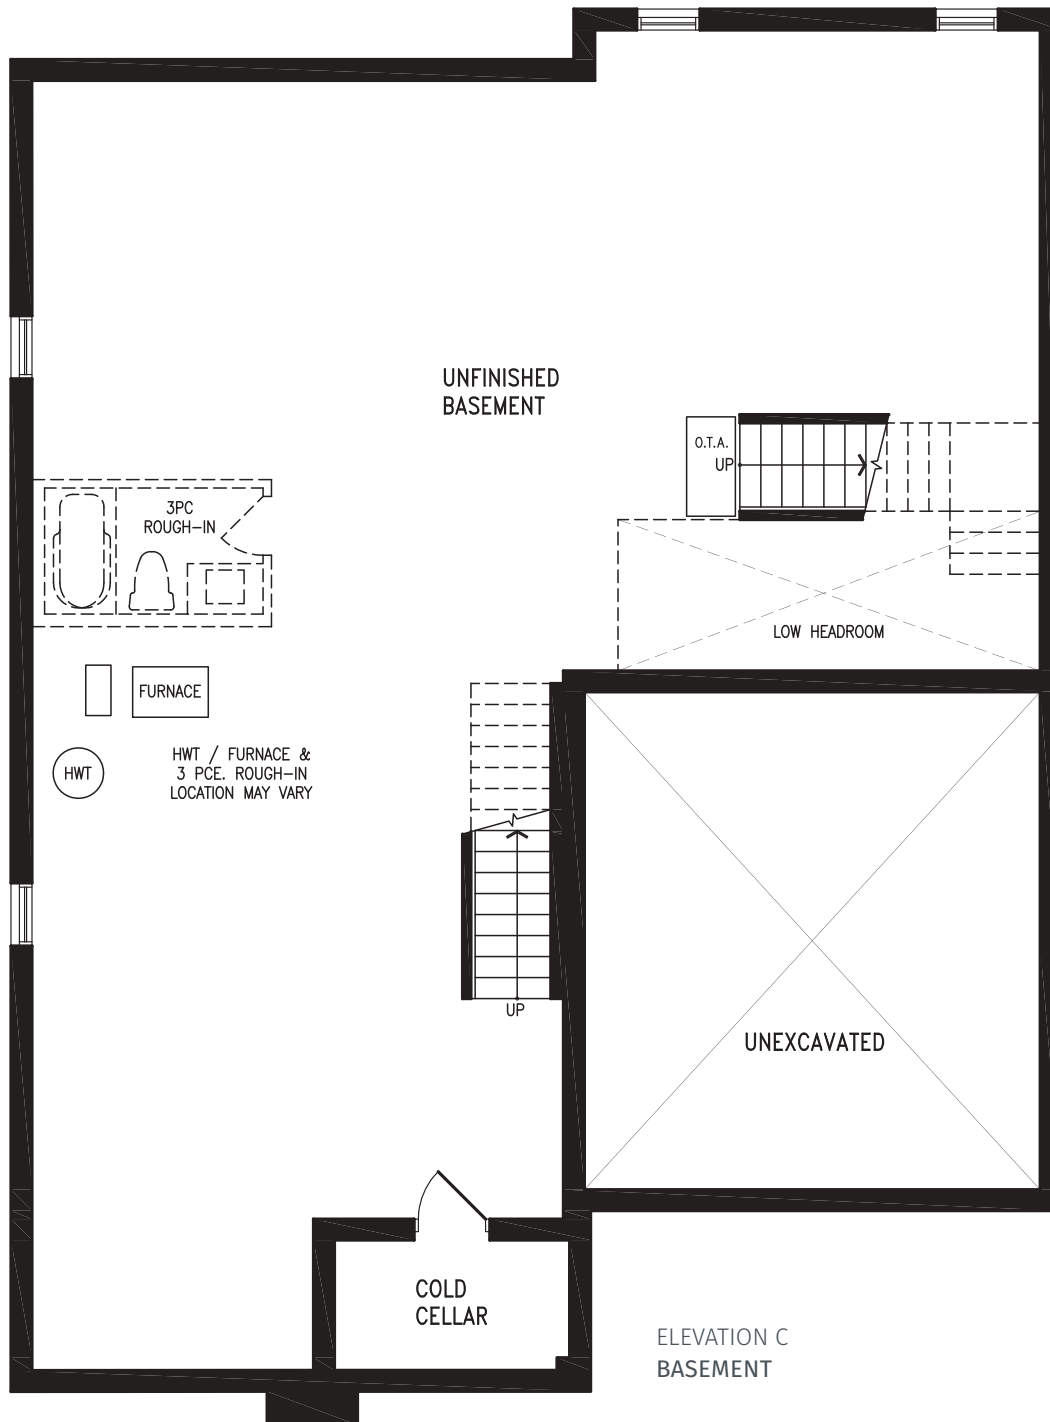 UNFINISHED
BASEMENT
O.T.A.
UP
3PC
ROUGH-IN
LOW HEADROOM
FURNACE
HWT
HWT / FURNACE &
3 PCE. ROUGH-IN
LOCATION MAY VARY
UP
UNEXCAVATED
COLD
CELLAR
ELEVATION C
BASEMENT